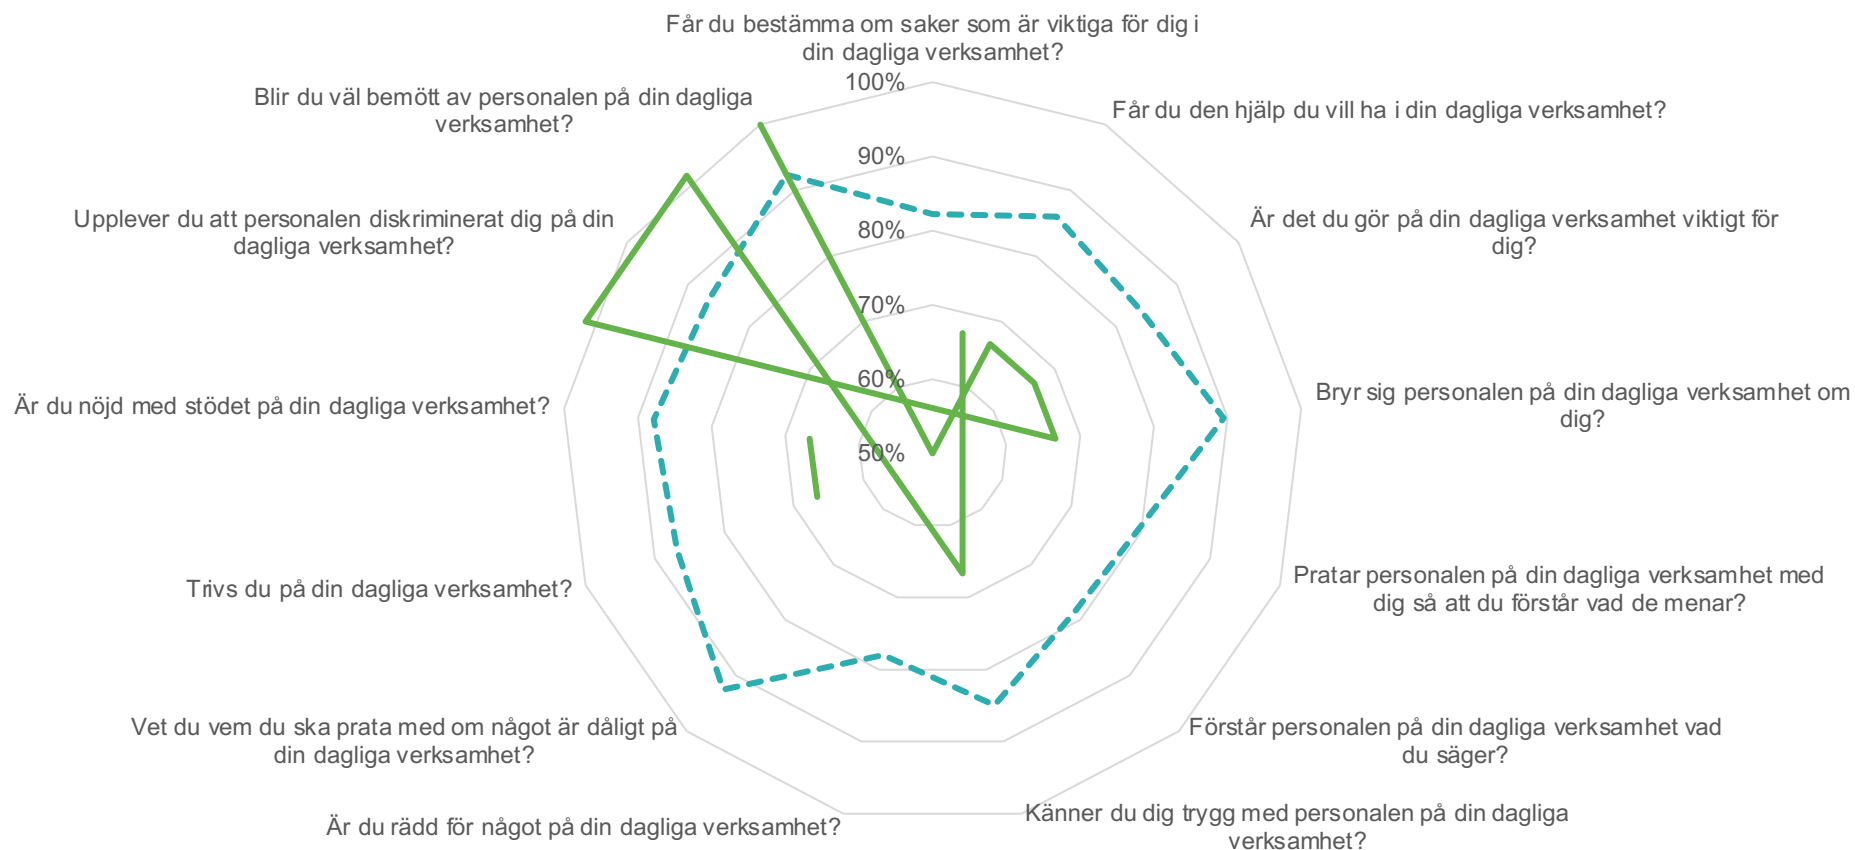 Får du bestämma om saker som är viktiga för dig i
din dagliga verksamhet?
Får du den hjälp du vill ha i din dagliga verksamhet?
Är det du gör på din dagliga verksamhet viktigt för
dig?
Bryr sig personalen på din dagliga verksamhet om
dig?
Pratar personalen på din dagliga verksamhet med
dig så att du förstår vad de menar?
Förstår personalen på din dagliga verksamhet vad
du säger?
Känner du dig trygg med personalen på din dagliga
verksamhet?
Är du rädd för något på din dagliga verksamhet?
Vet du vem du ska prata med om något är dåligt på
din dagliga verksamhet?
Trivs du på din dagliga verksamhet?
Är du nöjd med stödet på din dagliga verksamhet?
Upplever du att personalen diskriminerat dig på din
dagliga verksamhet?
Blir du väl bemött av personalen på din dagliga
verksamhet?
100%
90%
80%
70%
60%
50%